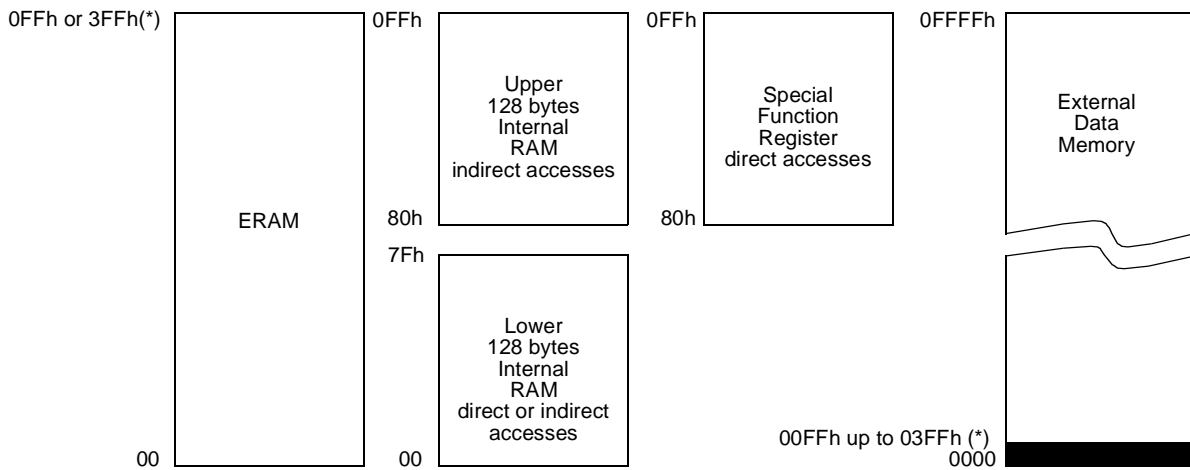 0FFh or 3FFh(*)
ERAM
00
0FFh
Upper
128 bytes
Internal
RAM
indirect accesses
80h
7Fh
Lower
128 bytes
Internal
RAM
direct or indirect
accesses
00
0FFh
Special
Function
Register
direct accesses
80h
0FFFFh
External
Data
Memory
00FFh up to 03FFh (*)
0000